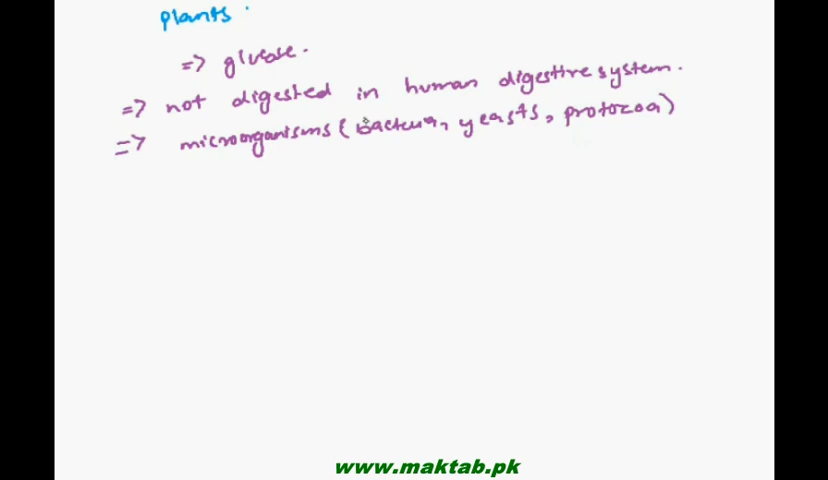 plants.
=> glucose.
=> not digested in human digestive system.
=> microorganisms (bacteria, yeasts, protozoa)
www.maktab.pk